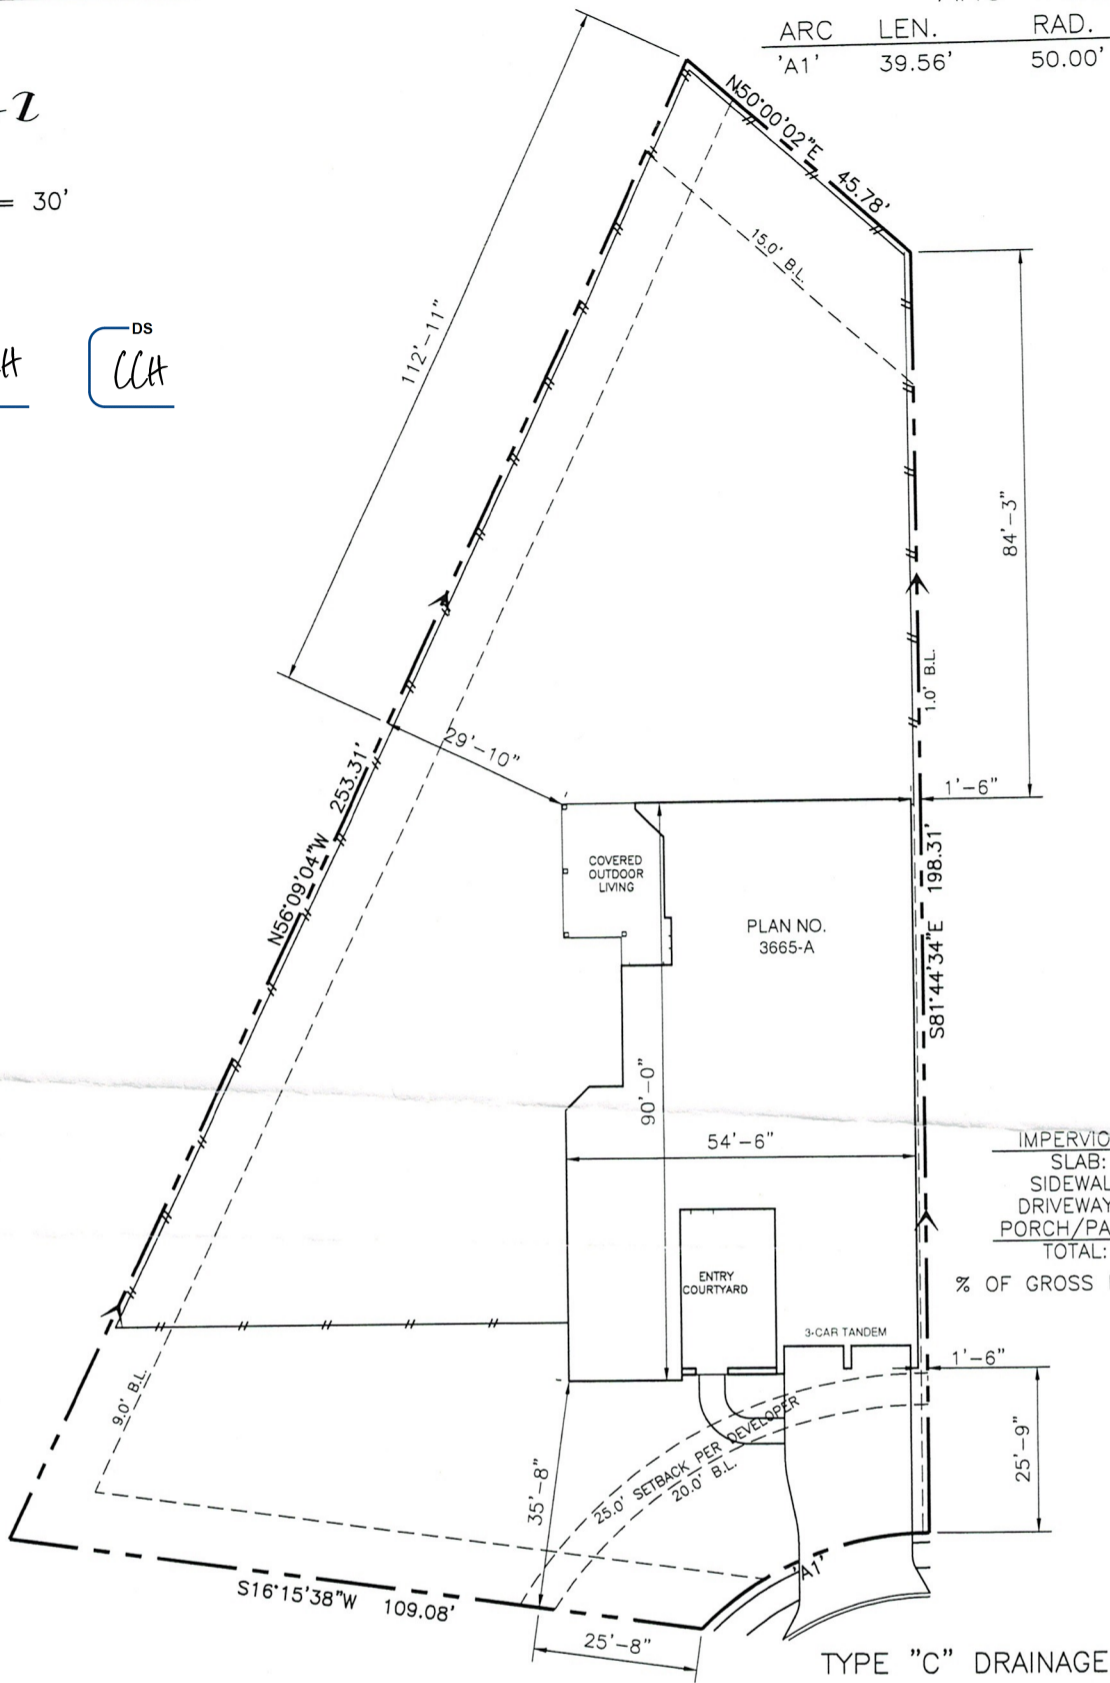 ARC LEN. RAD.
'A1' 39.56' 50.00'
= 30'
DS
CCH
N50°00'02"E 45.78'
15.0' B.L.
112'-11"
84'-3"
1.0' B.L.
29'-10"
1'-6"
N56°09'04"W 253.31'
COVERED
OUTDOOR
LIVING
PLAN NO.
3665-A
S81°44'34"E 198.31'
90'-0"
54'-6"
IMPERVIO
SLAB:
SIDEWAL
DRIVEWAY
PORCH/PA
TOTAL:
% OF GROSS
ENTRY
COURTYARD
3-CAR TANDEM
1'-6"
9.0' B.L.
25.0' SETBACK PER DEVELOPER
20.0' B.L.
35'-8"
25'-9"
'A1'
S16°15'38"W 109.08'
25'-8"
TYPE "C" DRAINAGE